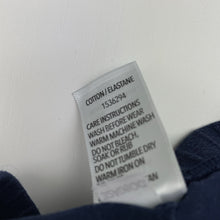 COTTON / ELASTANE
1536294
CARE INSTRUCTIONS
WASH BEFORE WEAR
WARM MACHINE WASH
DO NOT BLEACH,
SOAK OR RUB
DO NOT TUMBLE DRY
WARM IRON ON